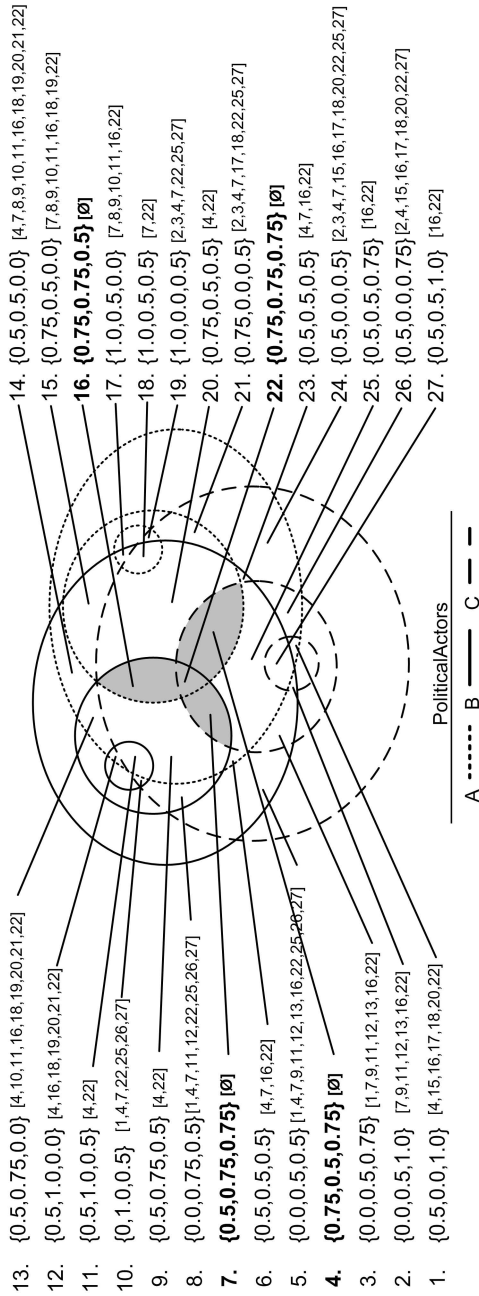 14. {0.5,0.5,0.0} [4,7,8,9,10,11,16,18,19,20,21,22]
15. {0.75,0.5,0.0} [7,8,9,10,11,16,18,19,22]
16. {0.75,0.75,0.5} [Ø]
17. {1.0,0.5,0.0} [7,8,9,10,11,16,22]
18. {1.0,0.5,0.5} [7,22]
19. {1.0,0.0,0.5} [2,3,4,7,22,25,27]
20. {0.75,0.5,0.5} [4,22]
21. {0.75,0.0,0.5} [2,3,4,7,17,18,22,25,27]
22. {0.75,0.75,0.75} [Ø]
23. {0.5,0.5,0.5} [4,7,16,22]
24. {0.5,0.0,0.5} [2,3,4,7,15,16,17,18,20,22,25,27]
25. {0.5,0.5,0.75} [16,22]
26. {0.5,0.0,0.75} [2,4,15,16,17,18,20,22,27]
27. {0.5,0.5,1.0} [16,22]
13. {0.5,0.75,0.0} [4,10,11,16,18,19,20,21,22]
12. {0.5,1.0,0.0} [4,16,18,19,20,21,22]
11. {0.5,1.0,0.5} [4,22]
10. {0,1.0,0.5} [1,4,7,22,25,26,27]
9. {0.5,0.75,0.5} [4,22]
8. {0.0,0.75,0.5} [1,4,7,11,12,22,25,26,27]
7. {0.5,0.75,0.75} [Ø]
6. {0.5,0.5,0.5} [4,7,16,22]
5. {0.0,0.5,0.5} [1,4,7,9,11,12,13,16,22,25,26,27]
4. {0.75,0.5,0.75} [Ø]
3. {0.0,0.5,0.75} [1,7,9,11,12,13,16,22]
2. {0.0,0.5,1.0} [7,9,11,12,13,16,22]
1. {0.5,0.0,1.0} [4,15,16,17,18,20,22]
PoliticalActors
A B C